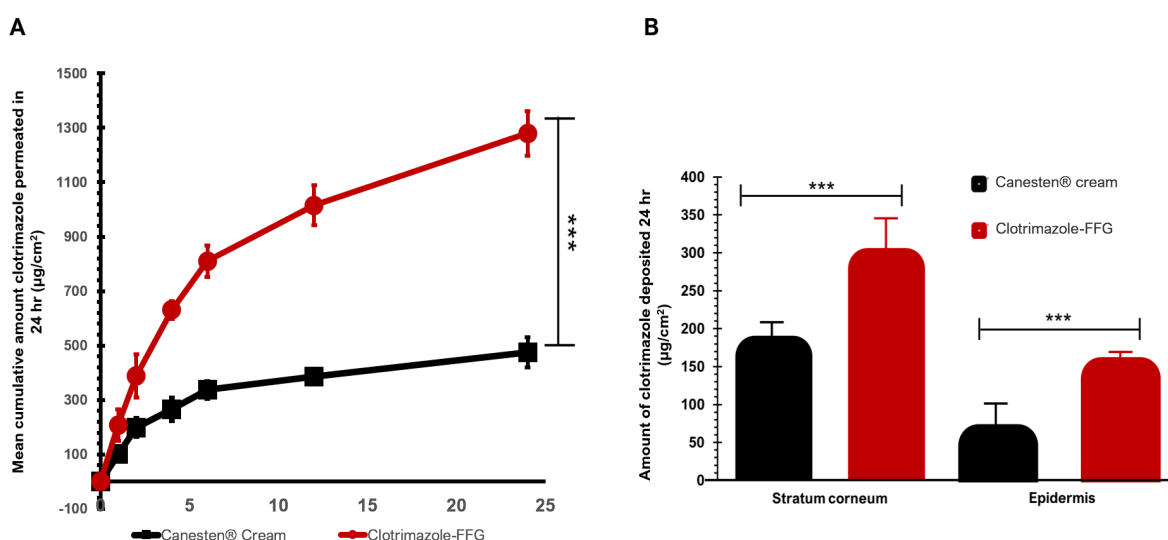 A
B
Mean cumulative amount clotrimazole permeated in
24 hr (µg/cm²)
1500
1300
1100
900
700
500
300
100
-100
0
5
10
15
20
25
***
Canesten® Cream
Clotrimazole-FFG
Amount of clotrimazole deposited 24 hr
(µg/cm²)
400
350
300
250
200
150
100
50
0
***
***
Canesten® cream
Clotrimazole-FFG
Stratum corneum
Epidermis